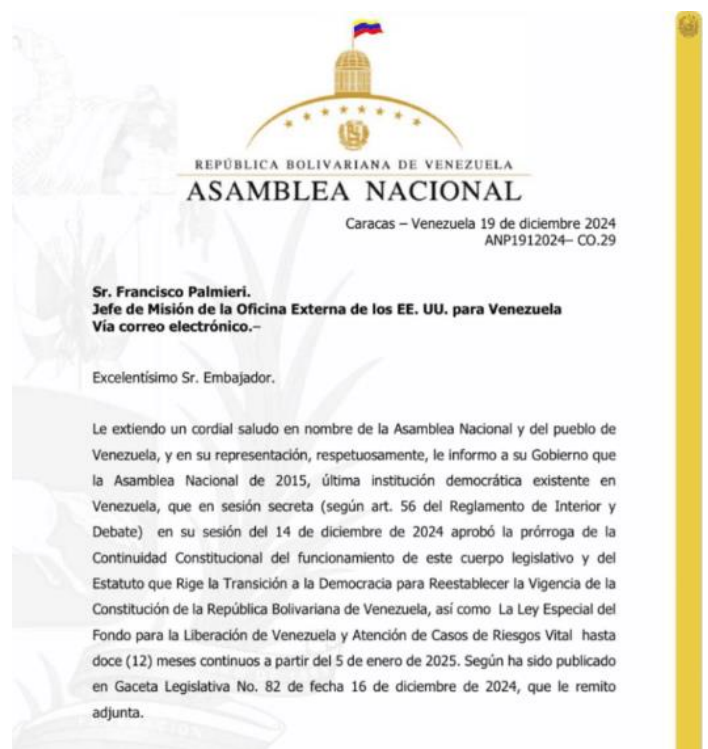 REPÚBLICA BOLIVARIANA DE VENEZUELA
ASAMBLEA NACIONAL
Caracas – Venezuela 19 de diciembre 2024
ANP1912024– CO.29
Sr. Francisco Palmieri.
Jefe de Misión de la Oficina Externa de los EE. UU. para Venezuela
Vía correo electrónico.–
Excelentísimo Sr. Embajador.
Le extiendo un cordial saludo en nombre de la Asamblea Nacional y del pueblo de
Venezuela, y en su representación, respetuosamente, le informo a su Gobierno que
la Asamblea Nacional de 2015, última institución democrática existente en
Venezuela, que en sesión secreta (según art. 56 del Reglamento de Interior y
Debate) en su sesión del 14 de diciembre de 2024 aprobó la prórroga de la
Continuidad Constitucional del funcionamiento de este cuerpo legislativo y del
Estatuto que Rige la Transición a la Democracia para Reestablecer la Vigencia de la
Constitución de la República Bolivariana de Venezuela, así como La Ley Especial del
Fondo para la Liberación de Venezuela y Atención de Casos de Riesgos Vital hasta
doce (12) meses continuos a partir del 5 de enero de 2025. Según ha sido publicado
en Gaceta Legislativa No. 82 de fecha 16 de diciembre de 2024, que le remito
adjunta.